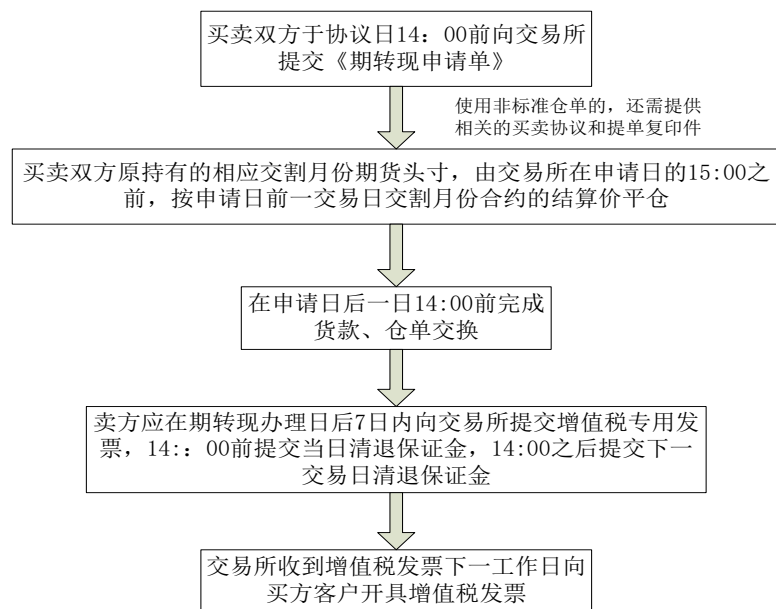 买卖双方于协议日14：00前向交易所
提交《期转现申请单》
使用非标准仓单的，还需提供
相关的买卖协议和提单复印件
买卖双方原持有的相应交割月份期货头寸，由交易所在申请日的15:00之
前，按申请日前一交易日交割月份合约的结算价平仓
在申请日后一日14:00前完成
货款、仓单交换
卖方应在期转现办理日后7日内向交易所提交增值税专用发
票，14:：00前提交当日清退保证金，14:00之后提交下一
交易日清退保证金
交易所收到增值税发票下一工作日向
买方客户开具增值税发票